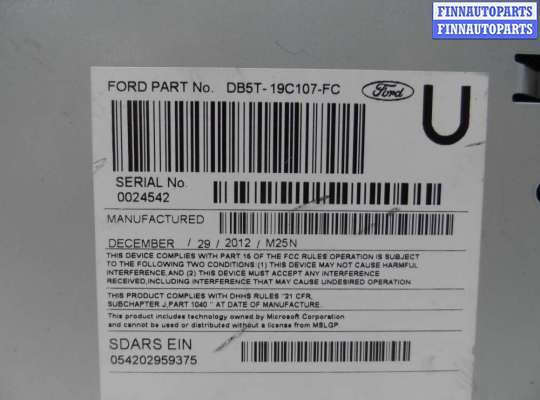 FINNAUTOPARTS
FINNAUTOPARTS
FORD PART No. DB5T-19C107-FC Ford
U
SERIAL No.
0024542
MANUFACTURED
DECEMBER / 29 / 2012 / M25N
THIS DEVICE COMPLIES WITH PART 15 OF THE FCC RULES OPERATION IS SUBJECT
TO THE FOLLOWING TWO CONDITIONS:(1) THIS DEVICE MAY NOT CAUSE HARMFUL
INTERFERENCE,AND (2) THIS DEVICE MUST ACCEPT ANY INTERFERENCE
RECEIVED,INCLUDING INTERFERENCE THAT MAY CAUSE UNDESIRED OPERATION
THIS PRODUCT COMPLIES WITH DHHS RULES "21 CFR,
SUBCHAPTER J,PART 1040 " AT DATE OF MANUFACTURE.
This product includes technology owned by Microsoft Corporation
and cannot be used or distributed without a license from MSLGP
SDARS EIN
054202959375